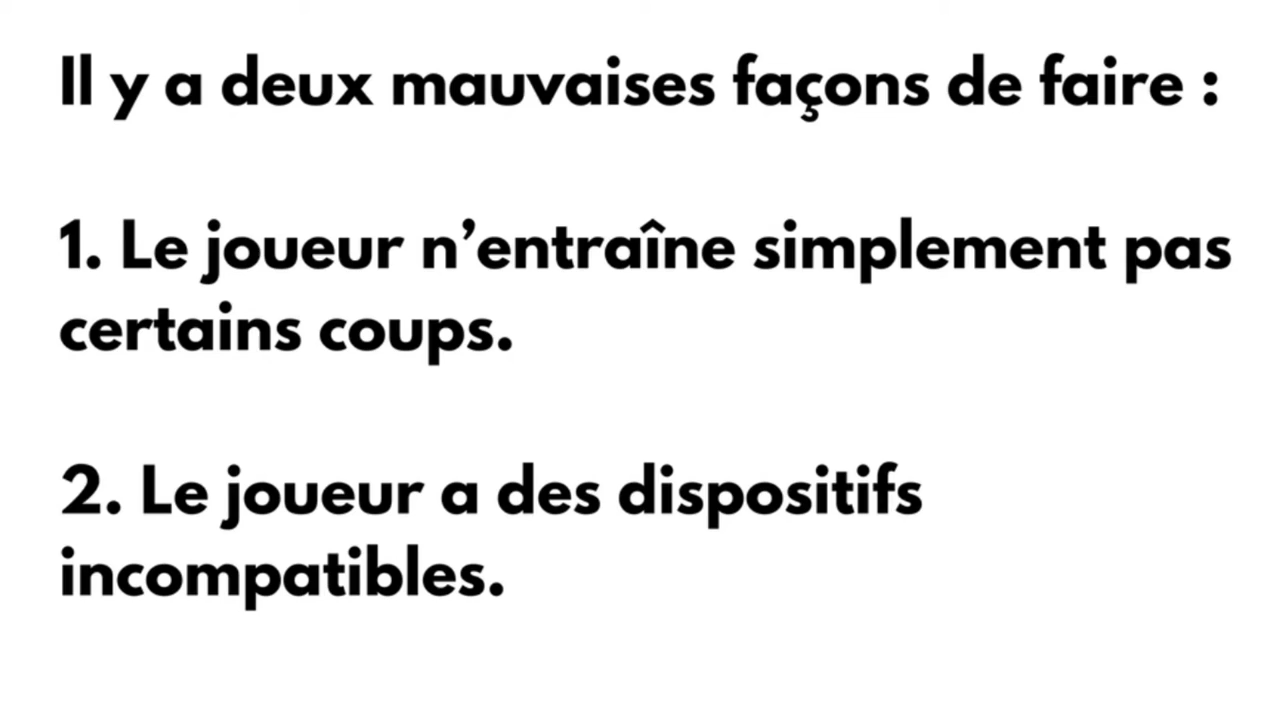 Il y a deux mauvaises façons de faire :
1. Le joueur n’entraîne simplement pas
certains coups.
2. Le joueur a des dispositifs
incompatibles.